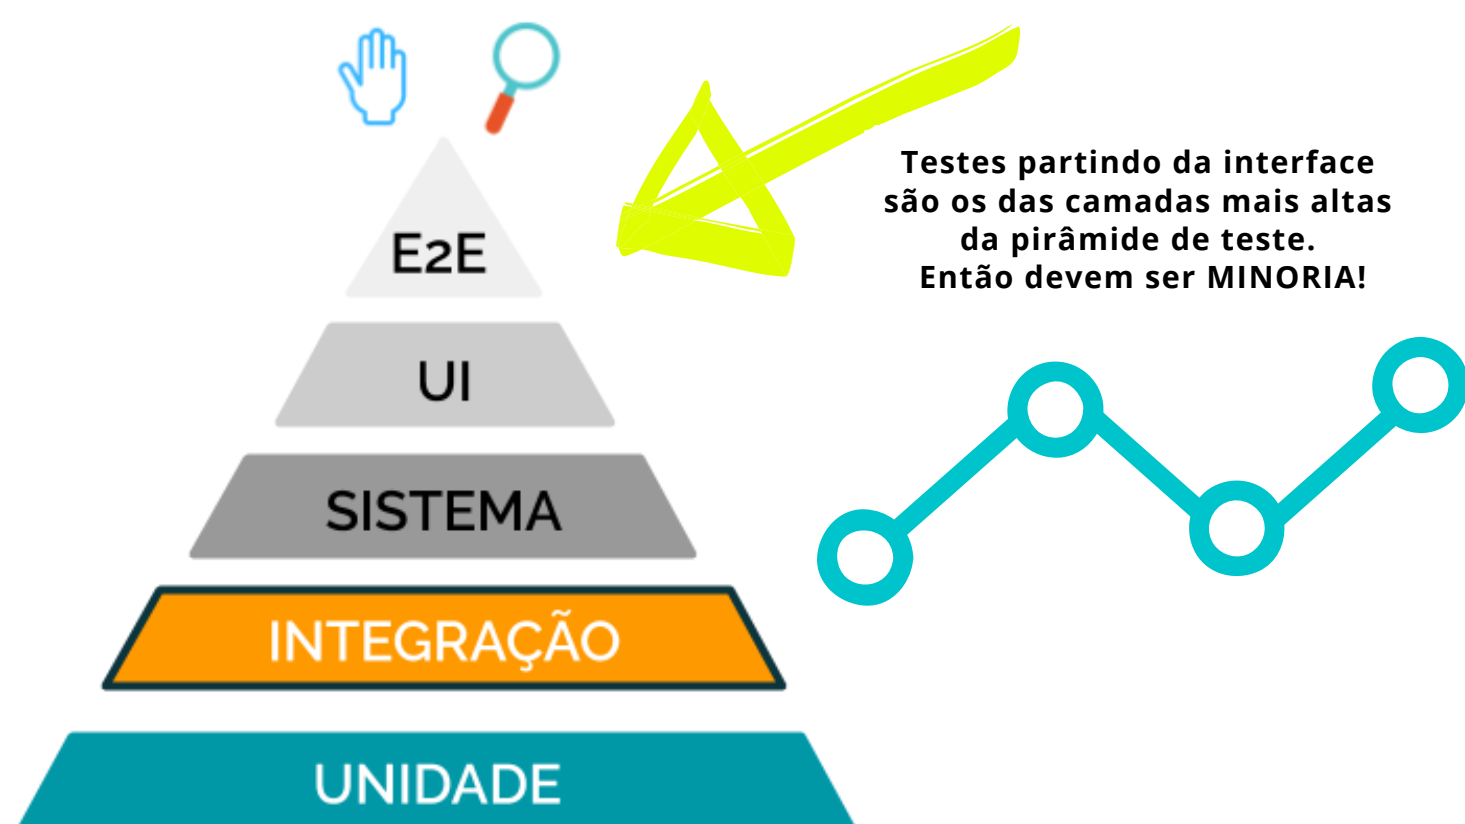 E2E
UI
SISTEMA
INTEGRAÇÃO
UNIDADE
Testes partindo da interface
são os das camadas mais altas
da pirâmide de teste.
Então devem ser MINORIA!